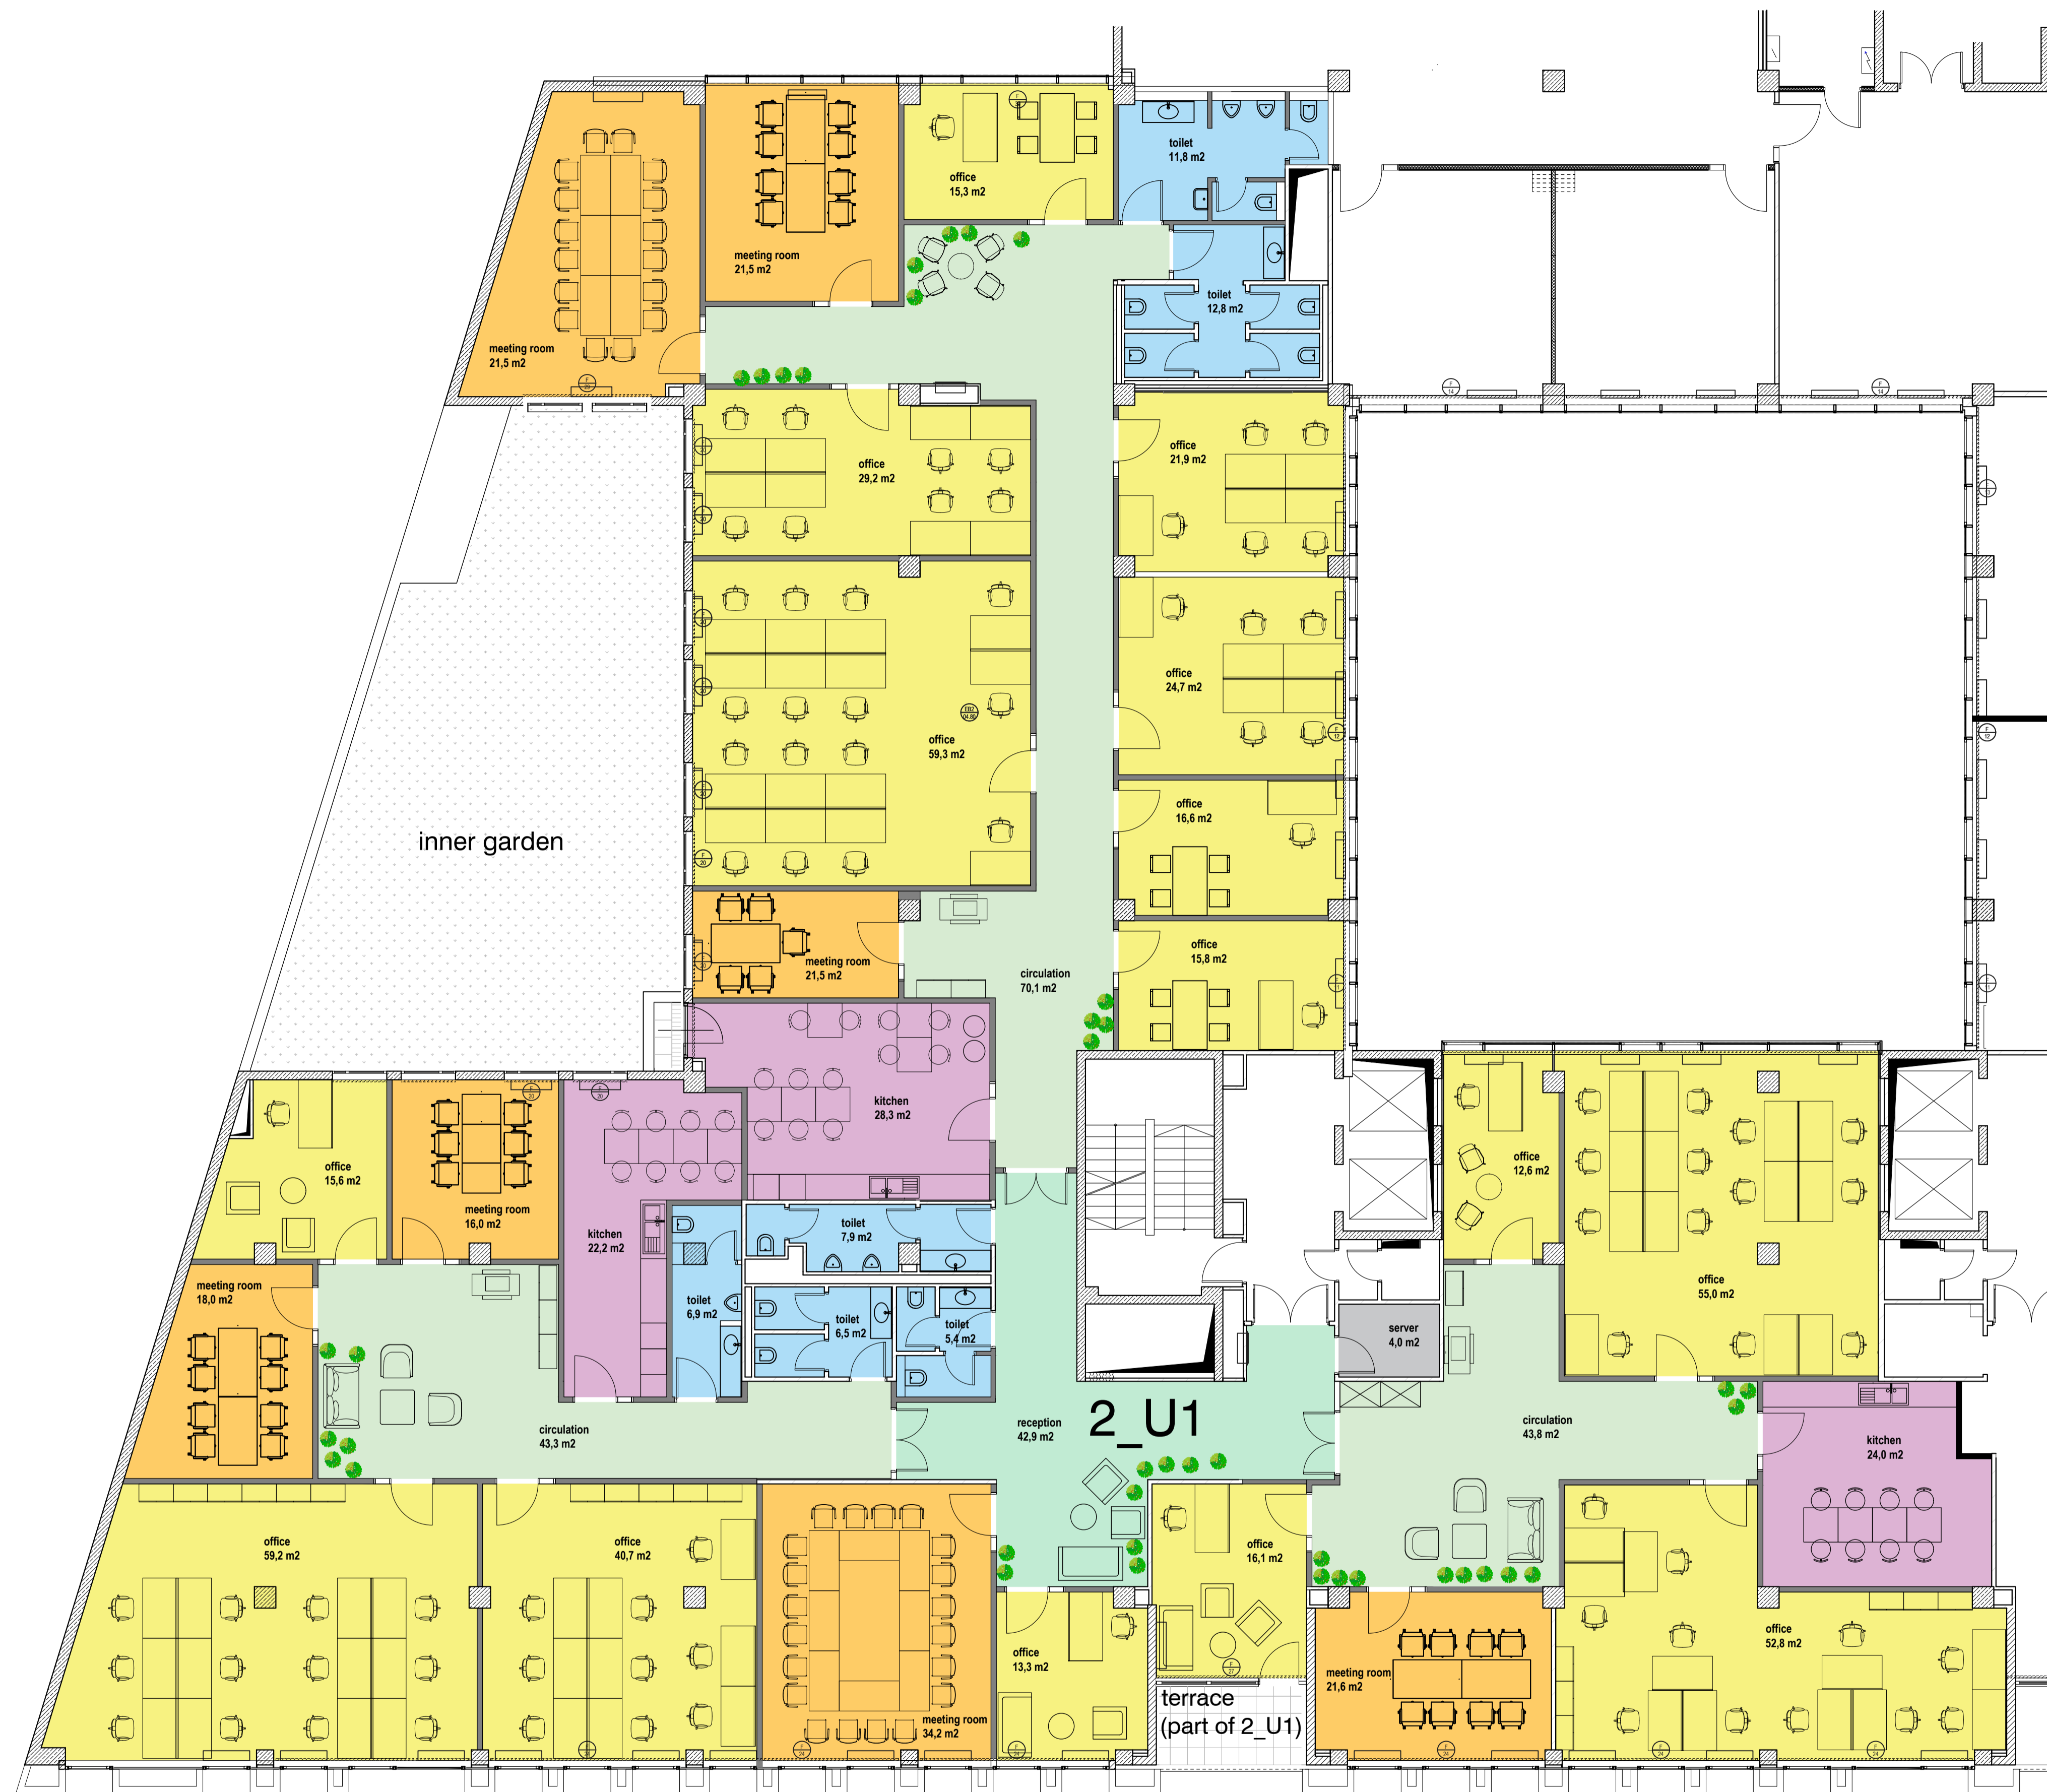 toilet
11,8 m2
office
15,3 m2
meeting room
21,5 m2
toilet
12,8 m2
meeting room
21,5 m2
office
21,9 m2
office
29,2 m2
office
24,7 m2
office
59,3 m2
office
16,6 m2
inner garden
office
15,8 m2
meeting room
21,5 m2
circulation
70,1 m2
kitchen
28,3 m2
office
15,6 m2
office
12,6 m2
meeting room
16,0 m2
toilet
7,9 m2
kitchen
22,2 m2
meeting room
18,0 m2
office
55,0 m2
toilet
6,9 m2
toilet
6,5 m2
toilet
5,4 m2
server
4,0 m2
reception
42,9 m2
2_U1
circulation
43,3 m2
circulation
43,8 m2
kitchen
24,0 m2
office
59,2 m2
office
40,7 m2
office
16,1 m2
office
52,8 m2
office
13,3 m2
meeting room
21,6 m2
terrace
(part of 2_U1)
meeting room
34,2 m2